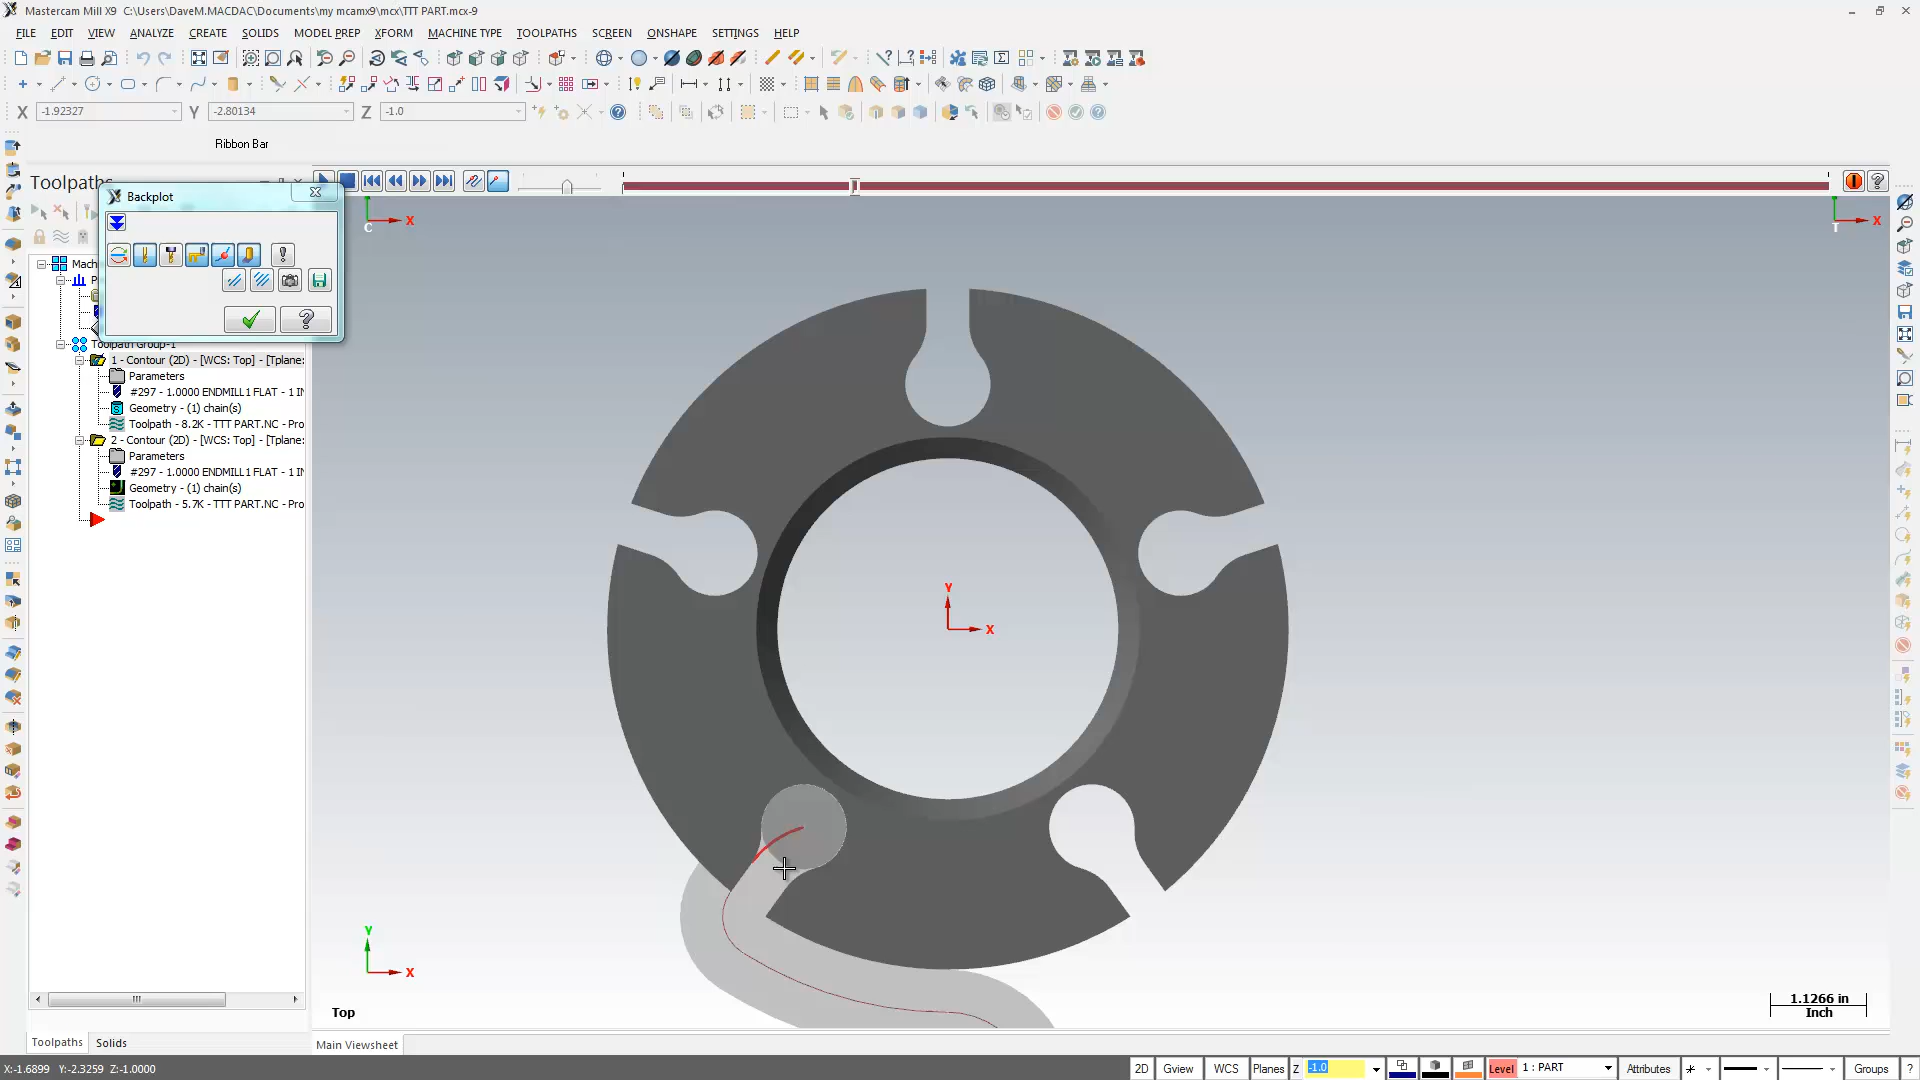 Mastercam Mill X9 C:\Users\DaveM.MACDAC\Documents\my mcamx9\mcx\TTT PART.mcx-9
FILE EDIT VIEW ANALYZE CREATE SOLIDS MODEL PREP XFORM MACHINE TYPE TOOLPATHS SCREEN ONSHAPE SETTINGS HELP
X -1.92327 Y -2.80134 Z -1.0
Ribbon Bar
Toolpaths
Backplot
C X
T X
Mach
P
Toolpath Group-1
1 - Contour (2D) - [WCS: Top] - [Tplane:
Parameters
#297 - 1.0000 ENDMILL1 FLAT - 1 IN
Geometry - (1) chain(s)
Toolpath - 8.2K - TTT PART.NC - Pro
2 - Contour (2D) - [WCS: Top] - [Tplane:
Parameters
#297 - 1.0000 ENDMILL1 FLAT - 1 IN
Geometry - (1) chain(s)
Toolpath - 5.7K - TTT PART.NC - Pro
Y
X
Y
X
Top
1.1266 in
Inch
Toolpaths Solids
Main Viewsheet
X:-1.6899 Y:-2.3259 Z:-1.0000
2D Gview WCS Planes Z -1.0 Level 1 : PART Attributes Groups ?